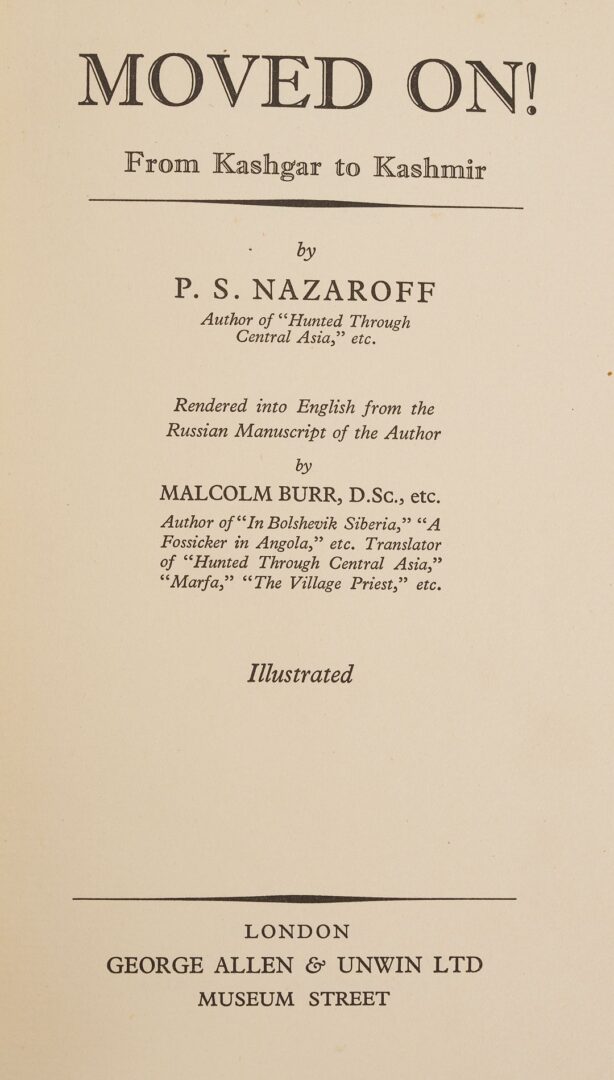 MOVED ON!
From Kashgar to Kashmir
by
P. S. NAZAROFF
Author of “Hunted Through
Central Asia,” etc.
Rendered into English from the
Russian Manuscript of the Author
by
MALCOLM BURR, D.Sc., etc.
Author of “In Bolshevik Siberia,” “A
Fossicker in Angola,” etc. Translator
of “Hunted Through Central Asia,”
“Marfa,” “The Village Priest,” etc.
Illustrated
LONDON
GEORGE ALLEN & UNWIN LTD
MUSEUM STREET